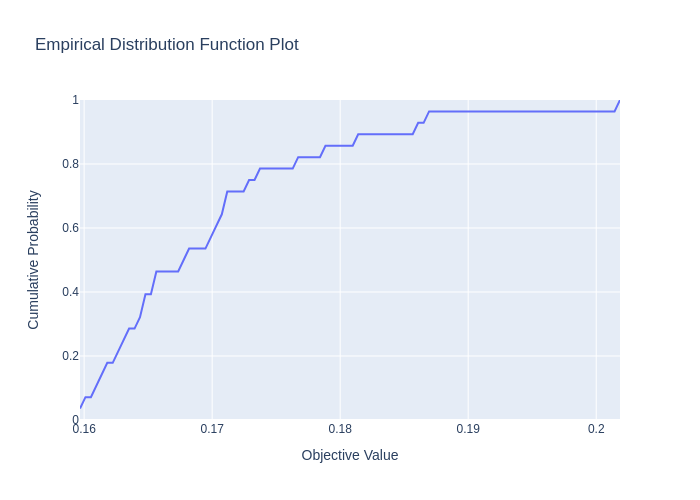 Empirical Distribution Function Plot
1
0.8
0.6
0.4
0.2
0
Cumulative Probability
0.16 0.17 0.18 0.19 0.2
Objective Value